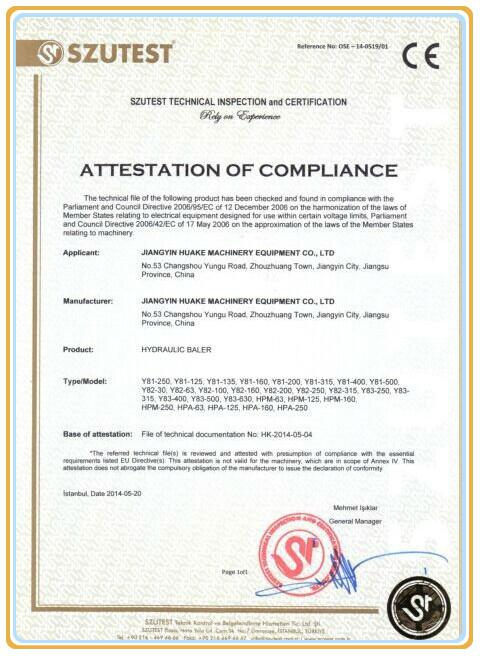 SZUTEST
Reference No: OSE – 14-0519/01
CE
SZUTEST TECHNICAL INSPECTION and CERTIFICATION
Rely on Experience
ATTESTATION OF COMPLIANCE
The technical file of the following product has been checked and found in compliance with the
Parliament and Council Directive 2006/95/EC of 12 December 2006 on the harmonization of the laws of
Member States relating to electrical equipment designed for use within certain voltage limits, Parliament
and Council Directive 2006/42/EC of 17 May 2006 on the approximation of the laws of the Member States
relating to machinery.
Applicant: JIANGYIN HUAKE MACHINERY EQUIPMENT CO., LTD
No.53 Changshou Yungu Road, Zhouzhuang Town, Jiangyin City, Jiangsu
Province, China
Manufacturer: JIANGYIN HUAKE MACHINERY EQUIPMENT CO., LTD
No.53 Changshou Yungu Road, Zhouzhuang Town, Jiangyin City, Jiangsu
Province, China
Product: HYDRAULIC BALER
Type/Model: Y81-250, Y81-125, Y81-135, Y81-160, Y81-200, Y81-315, Y81-400, Y81-500,
Y82-30, Y82-63, Y82-100, Y82-160, Y82-200, Y82-250, Y82-315, Y83-250, Y83-
315, Y83-400, Y83-500, Y83-630, HPM-63, HPM-125, HPM-160,
HPM-250, HPA-63, HPA-125, HPA-160, HPA-250
Base of attestation: File of technical documentation No: HK-2014-05-04
*The referred technical file(s) is reviewed and attested with presumption of compliance with the essential
requirements listed EU Directive(s). This attestation is not valid for the machinery, which are in scope of Annex IV. This
attestation does not abrogate the compulsory obligation of the manufacturer to issue the declaration of conformity.
İstanbul, Date 2014-05-20
Mehmet Işıklar
General Manager
Page 1of1
SZUTEST Teknik Kontrol ve Belgelendirme Hizmetleri Tic. Ltd. Şti.